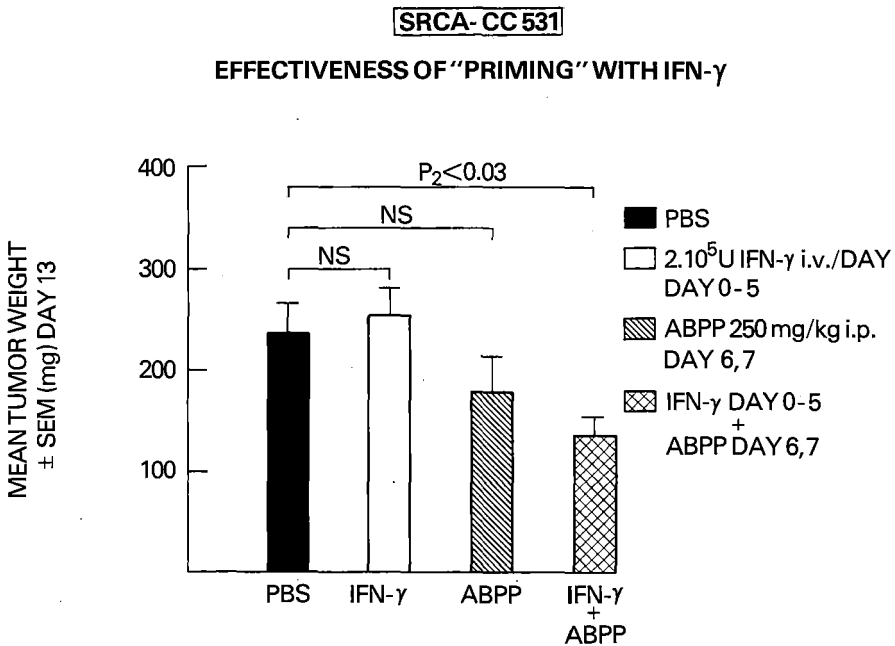 SRCA-CC 531
EFFECTIVENESS OF "PRIMING" WITH IFN-γ
MEAN TUMOR WEIGHT
± SEM (mg) DAY 13
400
300
200
100
P₂<0.03
NS
NS
PBS
2.10⁵U IFN-γ i.v./DAY
DAY 0-5
ABPP 250 mg/kg i.p.
DAY 6,7
IFN-γ DAY 0-5
+
ABPP DAY 6,7
PBS
IFN-γ
ABPP
IFN-γ
+
ABPP